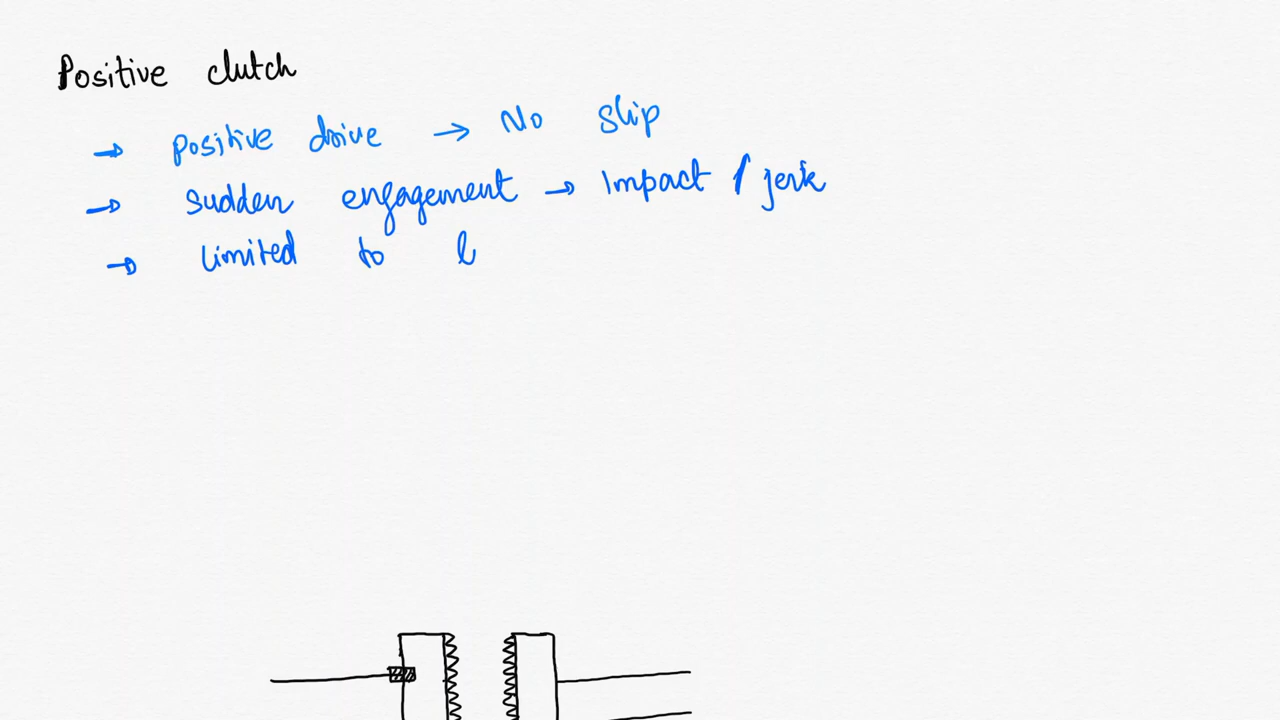 Positive clutch
→ Positive drive → No slip
→ Sudden engagement → Impact / jerk
→ Limited to l